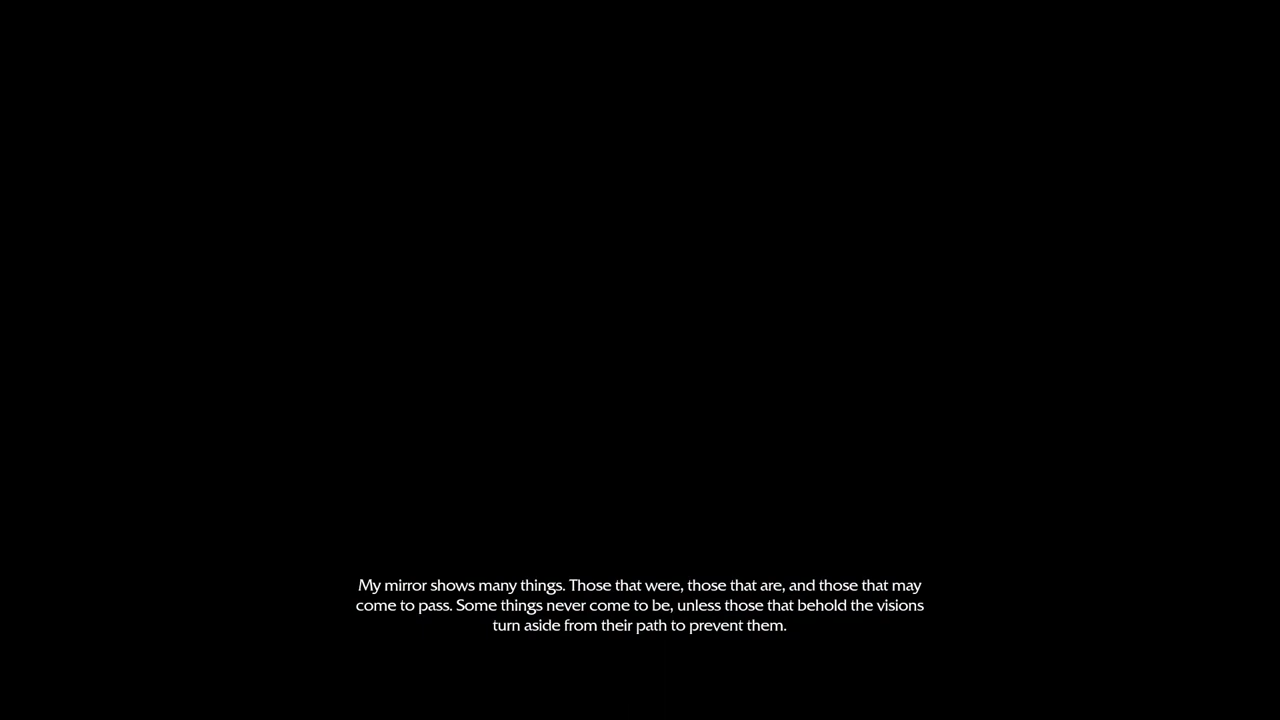 My mirror shows many things. Those that were, those that are, and those that may
come to pass. Some things never come to be, unless those that behold the visions
turn aside from their path to prevent them.